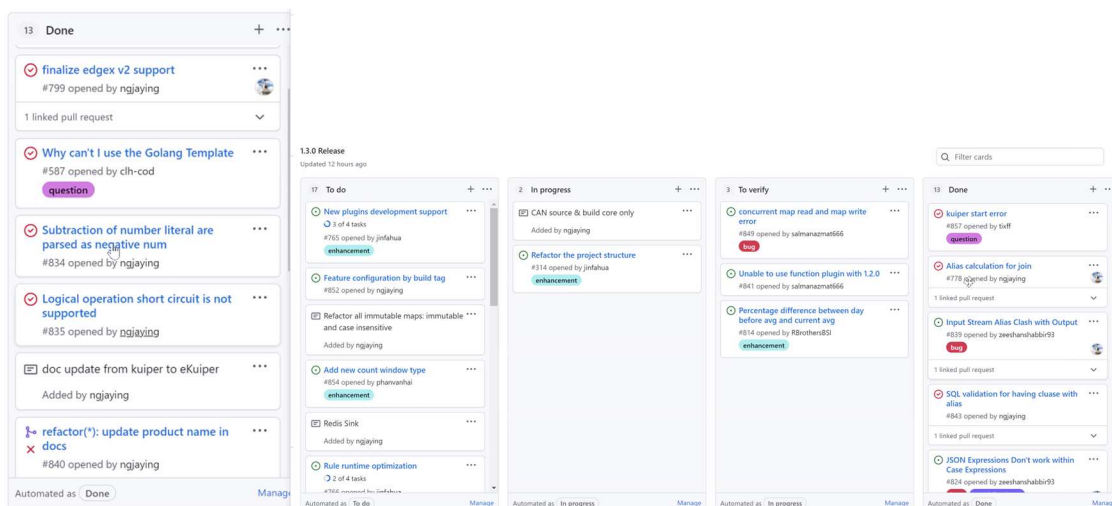 13 Done
finalize edgex v2 support
#799 opened by ngjaying
1 linked pull request
Why can't I use the Golang Template
#587 opened by clh-cod
question
Subtraction of number literal are
parsed as negative num
#834 opened by ngjaying
Logical operation short circuit is not
supported
#835 opened by ngjaying
doc update from kuiper to eKuiper
Added by ngjaying
refactor(*): update product name in
docs
#840 opened by ngjaying
Automated as Done
Manage
1.3.0 Release
Updated 12 hours ago
Filter cards
17 To do
New plugins development support
3 of 4 tasks
#765 opened by jinfahua
enhancement
Feature configuration by build tag
#852 opened by ngjaying
Refactor all immutable maps: immutable
and case insensitive
Added by ngjaying
Add new count window type
#854 opened by phanvanhai
enhancement
Redis Sink
Added by ngjaying
Rule runtime optimization
2 of 4 tasks
#766 opened by jinfahua
Automated as To do
Manage
2 In progress
CAN source & build core only
Added by ngjaying
Refactor the project structure
#314 opened by jinfahua
enhancement
Automated as In progress
Manage
3 To verify
concurrent map read and map write
error
#849 opened by salmanazmat666
bug
Unable to use function plugin with 1.2.0
#841 opened by salmanazmat666
Percentage difference between day
before avg and current avg
#814 opened by RBrothersBSI
enhancement
Automated as In progress
Manage
13 Done
kuiper start error
#857 opened by tixff
question
Alias calculation for join
#778 opened by ngjaying
1 linked pull request
Input Stream Alias Clash with Output
#839 opened by zeeshanshabbir93
bug
1 linked pull request
SQL validation for having cluase with
alias
#843 opened by ngjaying
1 linked pull request
JSON Expressions Don't work within
Case Expressions
#824 opened by zeeshanshabbir93
Automated as Done
Manag